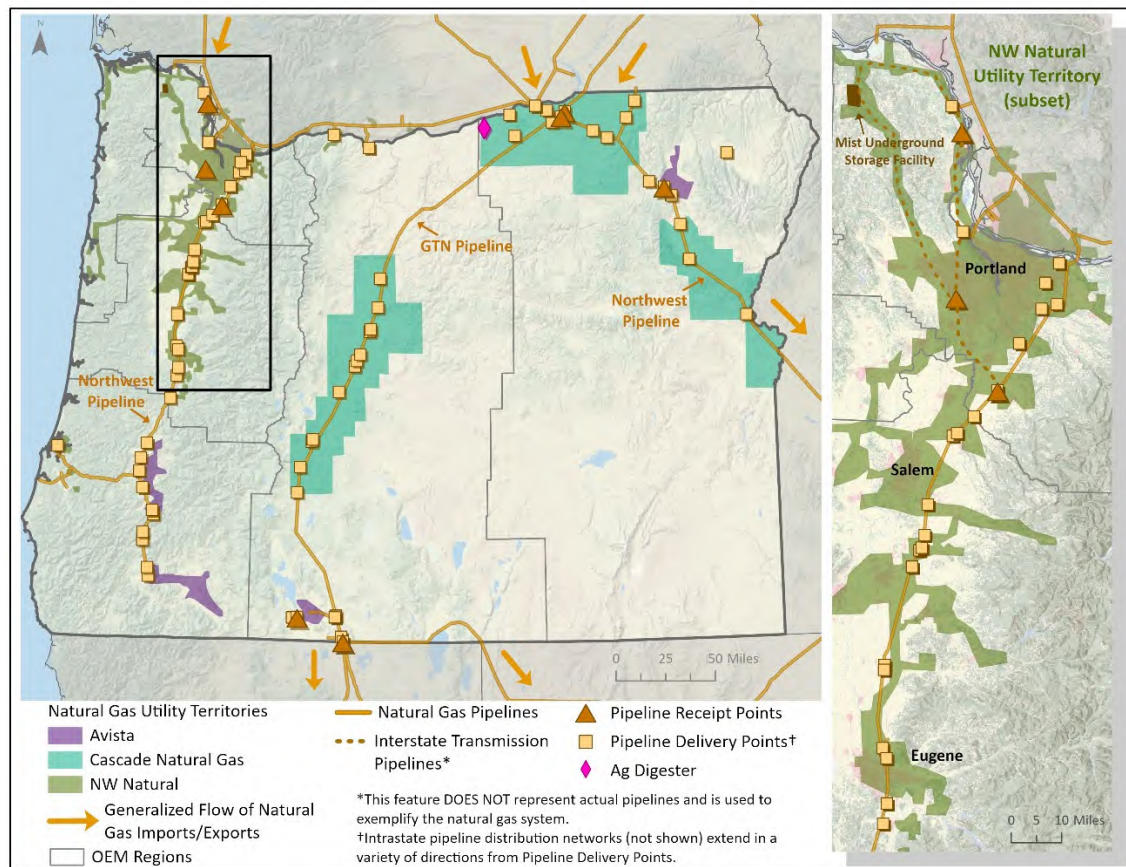 N
GTN Pipeline
Northwest
Pipeline
Northwest
Pipeline
0 25 50 Miles
NW Natural
Utility Territory
(subset)
Mist Underground
Storage Facility
Portland
Salem
Eugene
0 5 10 Miles
Natural Gas Utility Territories
Avista
Cascade Natural Gas
NW Natural
Generalized Flow of Natural
Gas Imports/Exports
OEM Regions
Natural Gas Pipelines
Interstate Transmission
Pipelines*
Pipeline Receipt Points
Pipeline Delivery Points†
Ag Digester
*This feature DOES NOT represent actual pipelines and is used to
exemplify the natural gas system.
†Intrastate pipeline distribution networks (not shown) extend in a
variety of directions from Pipeline Delivery Points.